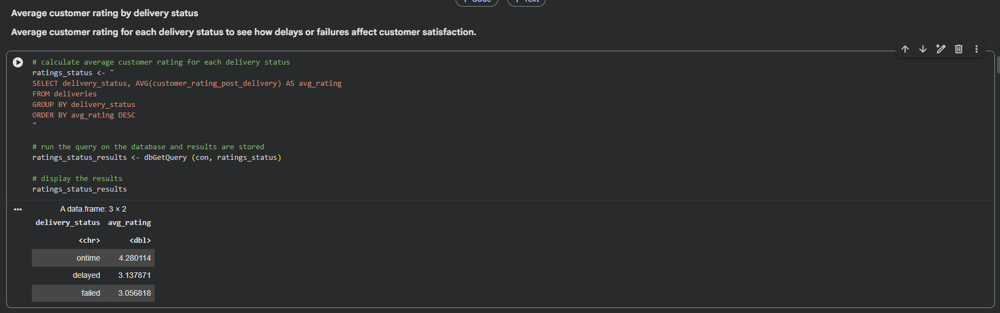 + Code + Text
Average customer rating by delivery status
Average customer rating for each delivery status to see how delays or failures affect customer satisfaction.
# calculate average customer rating for each delivery status
ratings_status <- "
SELECT delivery_status, AVG(customer_rating_post_delivery) AS avg_rating
FROM deliveries
GROUP BY delivery_status
ORDER BY avg_rating DESC
"
# run the query on the database and results are stored
ratings_status_results <- dbGetQuery (con, ratings_status)
# display the results
ratings_status_results
A data.frame: 3 × 2
delivery_status avg_rating
<chr> <dbl>
ontime 4.280114
delayed 3.137871
failed 3.056818